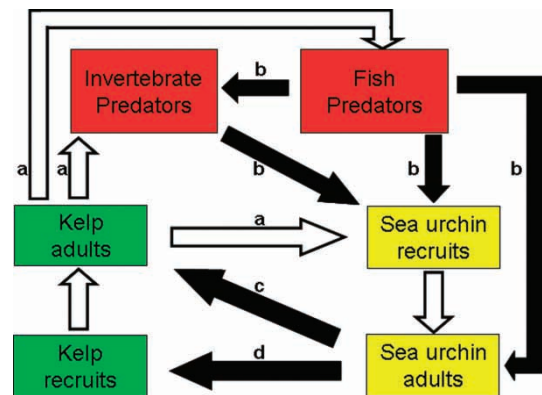 Invertebrate
Predators
b
Fish
Predators
a
a
b
b
b
Kelp
adults
a
Sea urchin
recruits
c
Kelp
recruits
d
Sea urchin
adults